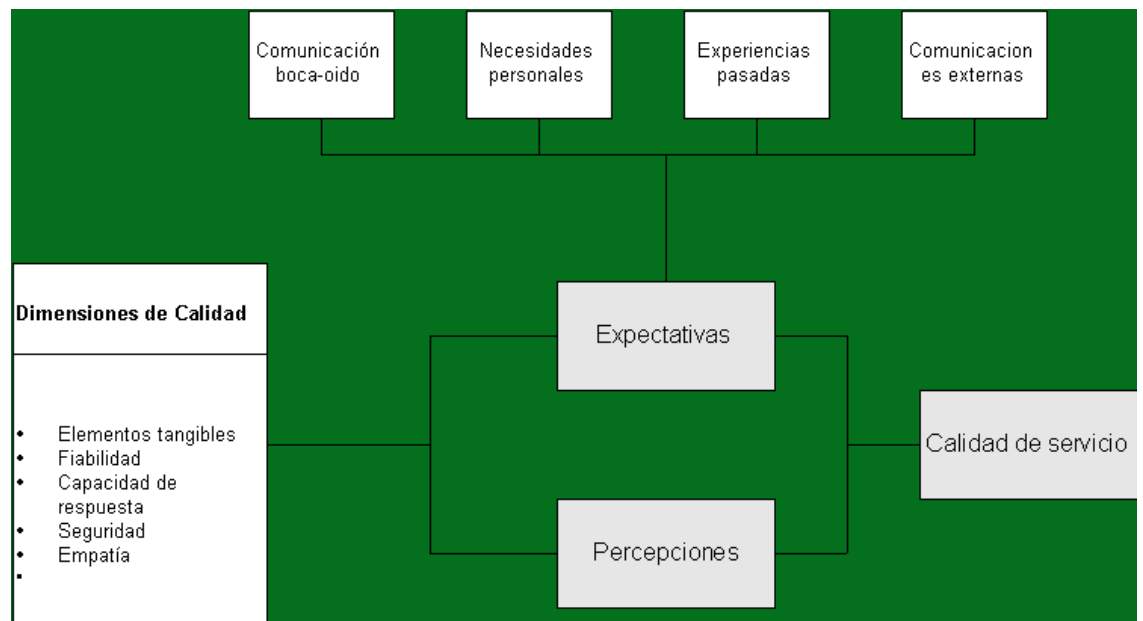 Comunicación
boca-oido
Necesidades
personales
Experiencias
pasadas
Comunicacion
es externas
Dimensiones de Calidad
• Elementos tangibles
• Fiabilidad
• Capacidad de
respuesta
• Seguridad
• Empatía
•
Expectativas
Percepciones
Calidad de servicio